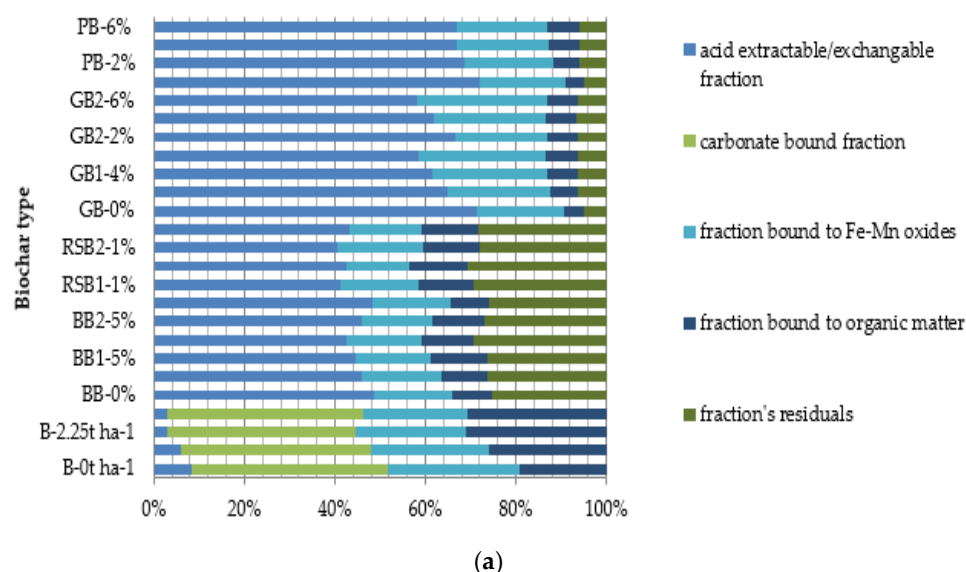 PB-6%
PB-2%
GB2-6%
GB2-2%
GB1-4%
GB-0%
RSB2-1%
RSB1-1%
BB2-5%
BB1-5%
BB-0%
B-2.25t ha-1
B-0t ha-1
Biochar type
0% 20% 40% 60% 80% 100%
acid extractable/exchangable
fraction
carbonate bound fraction
fraction bound to Fe-Mn oxides
fraction bound to organic matter
fraction's residuals
(a)